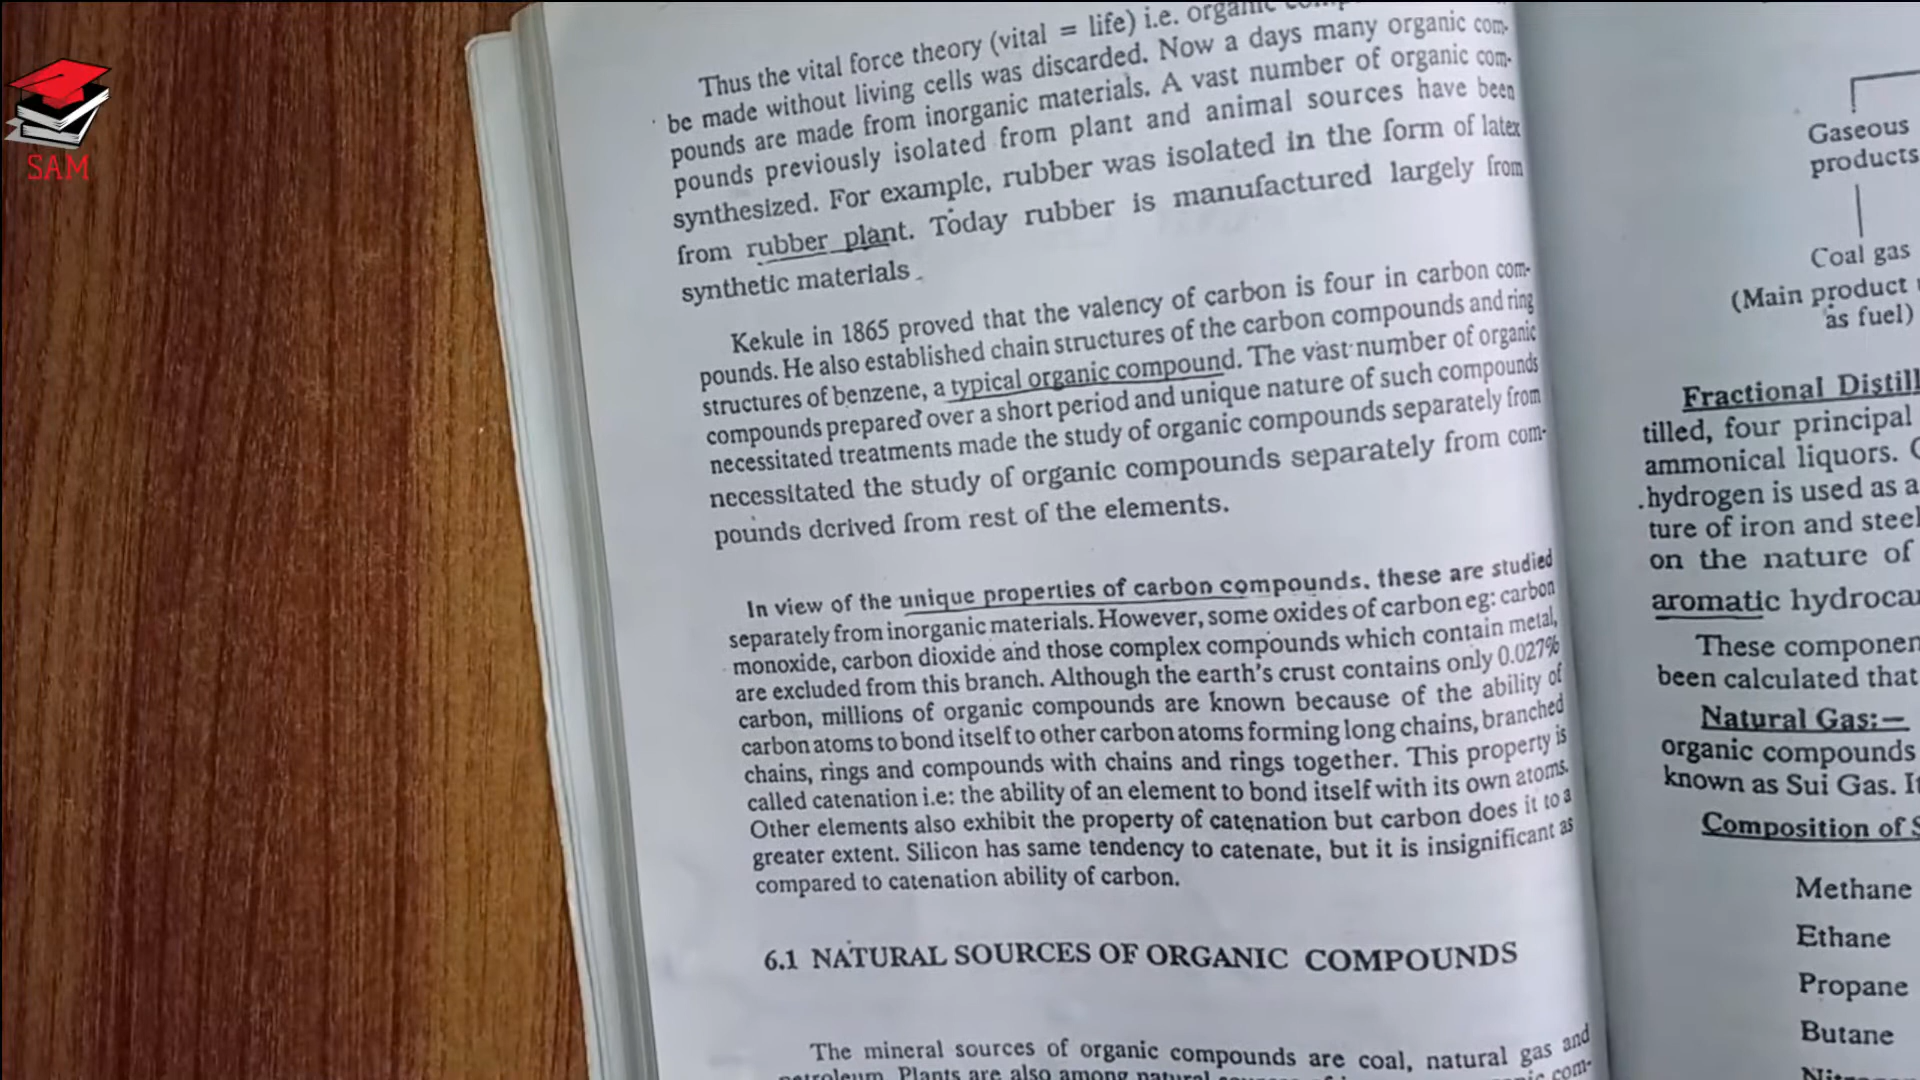 SAM
Thus the vital force theory (vital = life) i.e. organic
be made without living cells was discarded. Now a days many organic com-
pounds are made from inorganic materials. A vast number of organic com-
pounds previously isolated from plant and animal sources have been
synthesized. For example, rubber was isolated in the form of latex
from rubber plant. Today rubber is manufactured largely from
synthetic materials
Kekule in 1865 proved that the valency of carbon is four in carbon com-
pounds. He also established chain structures of the carbon compounds and ring
structures of benzene, a typical organic compound. The vast number of organic
compounds prepared over a short period and unique nature of such compounds
necessitated treatments made the study of organic compounds separately from
necessitated the study of organic compounds separately from com-
pounds derived from rest of the elements.
In view of the unique properties of carbon compounds. these are studied
separately from inorganic materials. However, some oxides of carbon eg: carbon
monoxide, carbon dioxide and those complex compounds which contain metal,
are excluded from this branch. Although the earth's crust contains only 0.027%
carbon, millions of organic compounds are known because of the ability of
carbon atoms to bond itself to other carbon atoms forming long chains, branched
chains, rings and compounds with chains and rings together. This property is
called catenation i.e: the ability of an element to bond itself with its own atoms.
Other elements also exhibit the property of catenation but carbon does it to a
greater extent. Silicon has same tendency to catenate, but it is insignificant as
compared to catenation ability of carbon.
6.1 NATURAL SOURCES OF ORGANIC COMPOUNDS
The mineral sources of organic compounds are coal, natural gas and
petroleum. Plants are also among natural
Gaseous
products
Coal gas
(Main product
as fuel)
Fractional Distill
tilled, four principal
ammonical liquors.
hydrogen is used as a
ture of iron and steel
on the nature of
aromatic hydrocar
These componen
been calculated that
Natural Gas:—
organic compounds
known as Sui Gas. It
Composition of S
Methane
Ethane
Propane
Butane